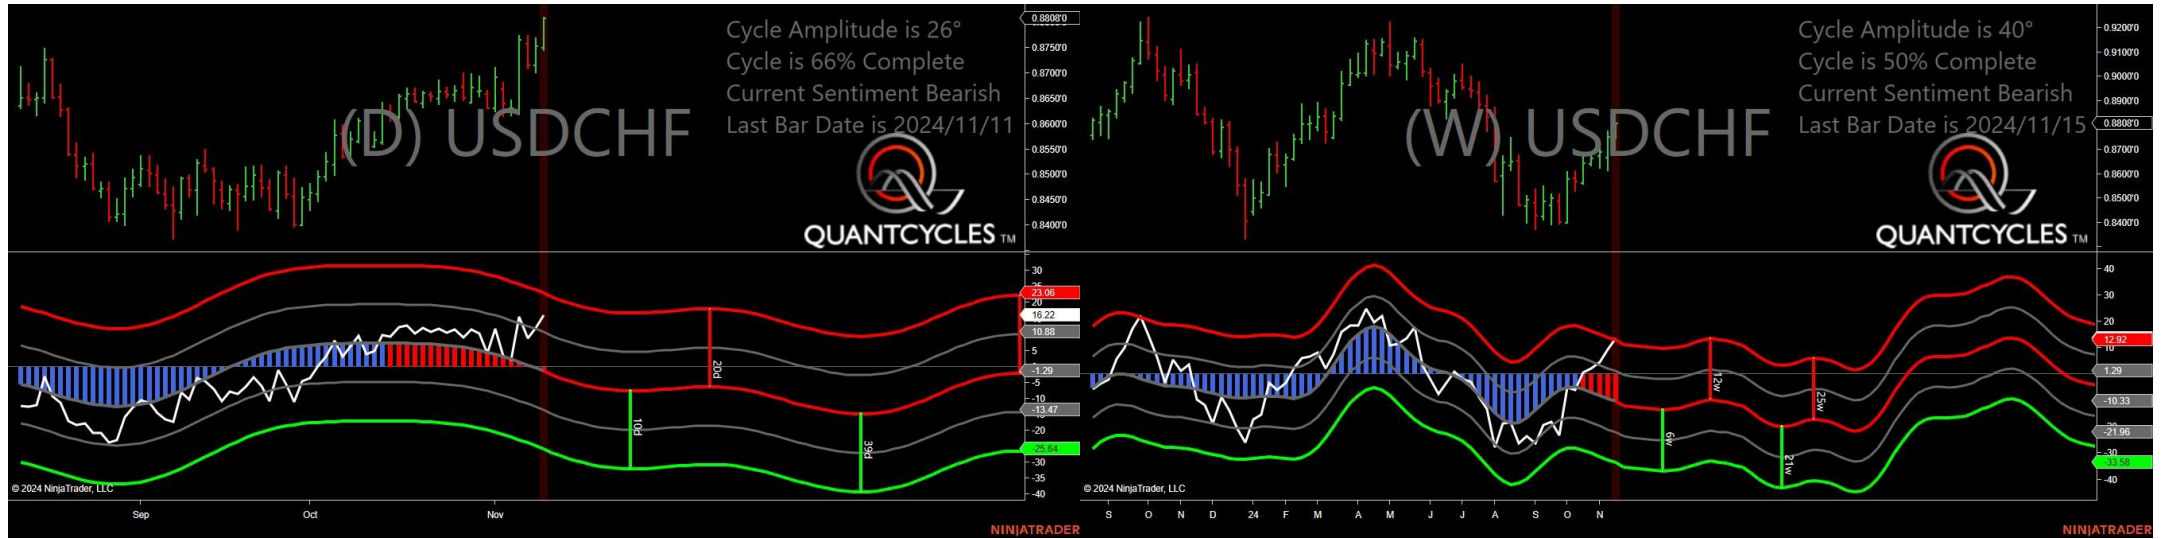 Cycle Amplitude is 26°
Cycle is 66% Complete
Current Sentiment Bearish
Last Bar Date is 2024/11/11
(D) USDCHF
QUANTCYCLES TM
0.8808'0
0.8750'0
0.8700'0
0.8650'0
0.8600'0
0.8550'0
0.8500'0
0.8450'0
0.8400'0
30
23.06
20
16.22
10.88
5
-1.29
-5
-10
-13.47
-20
-25.64
-30
-35
-40
10d
20d
39d
© 2024 NinjaTrader, LLC
Sep
Oct
Nov
NINJATRADER
Cycle Amplitude is 40°
Cycle is 50% Complete
Current Sentiment Bearish
Last Bar Date is 2024/11/15
(W) USDCHF
QUANTCYCLES TM
0.9200'0
0.9100'0
0.9000'0
0.8900'0
0.8808'0
0.8700'0
0.8600'0
0.8500'0
0.8400'0
40
30
20
12.92
10
1.29
-10.33
-21.96
-30
-33.58
-40
6w
12w
21w
25w
© 2024 NinjaTrader, LLC
S O N D 24 F M A M J J A S O N
NINJATRADER